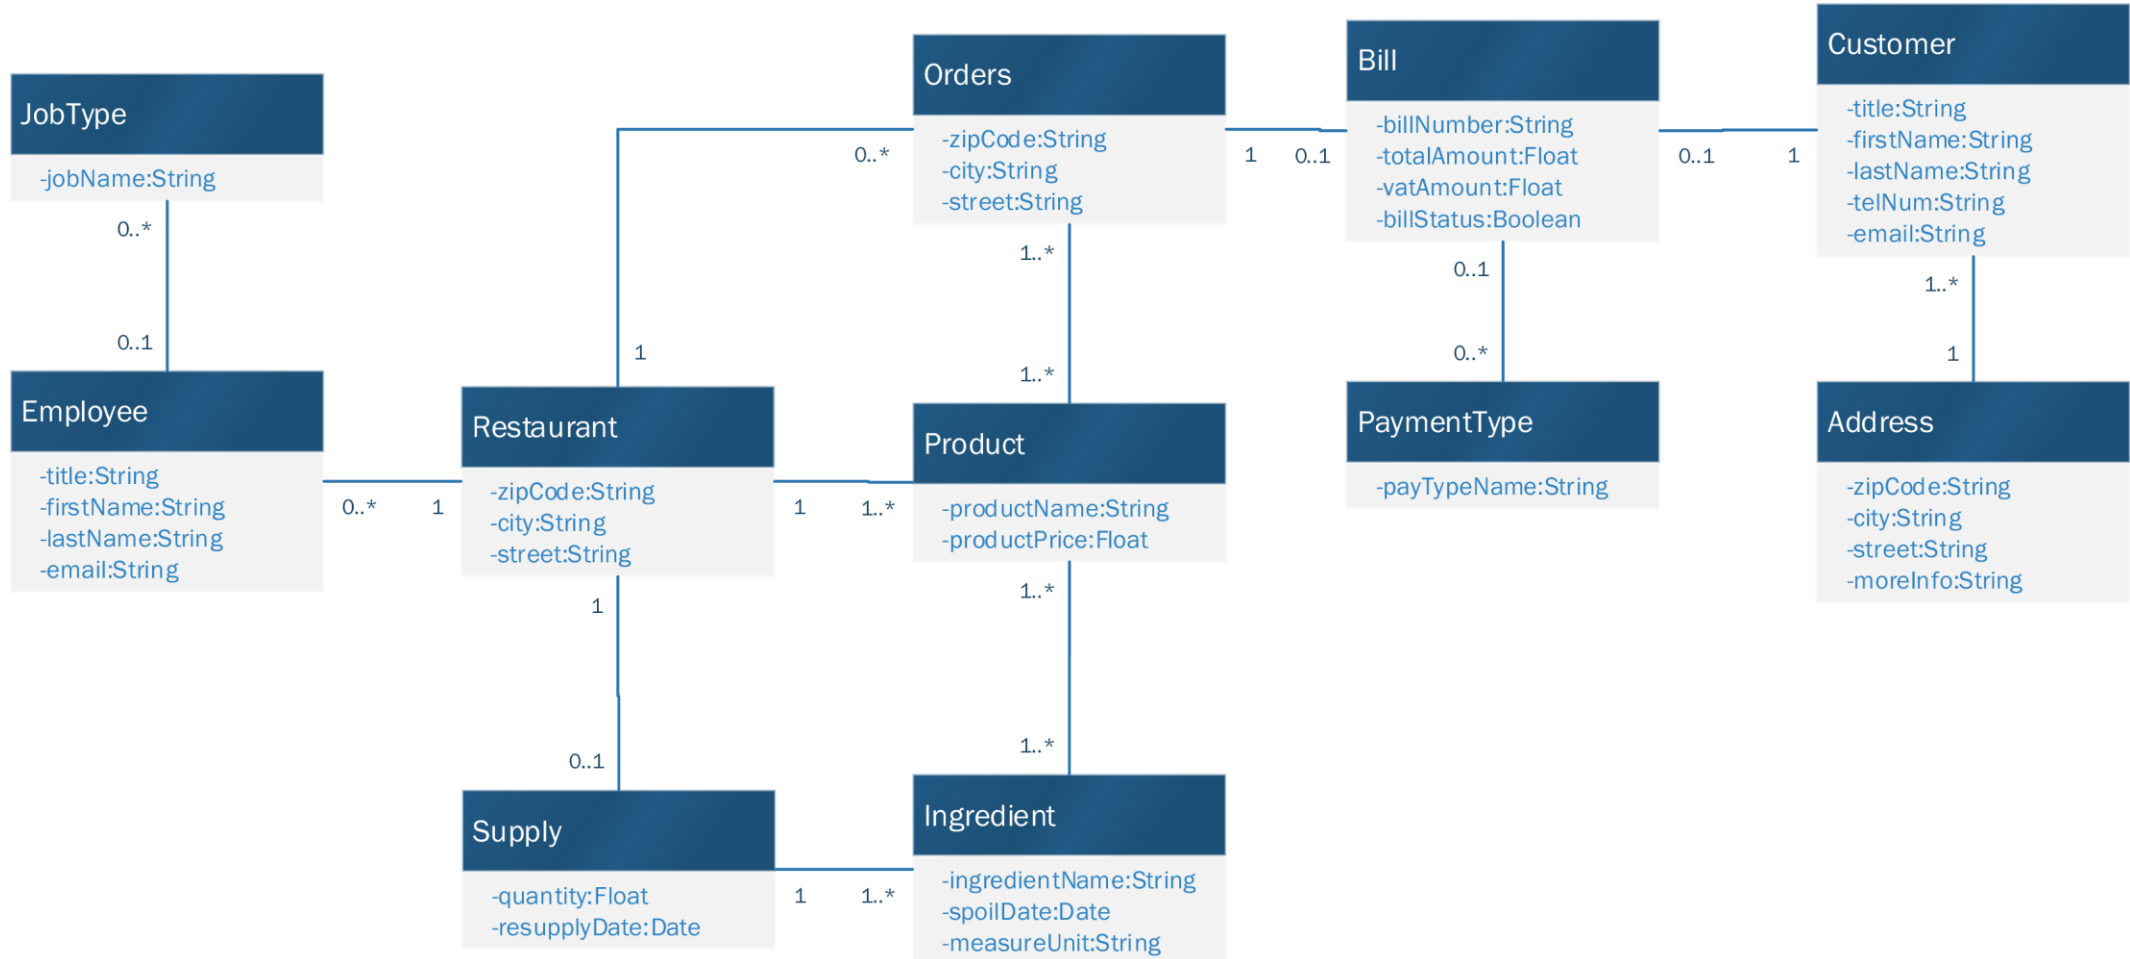 JobType
-jobName:String
0..*
0..1
Employee
-title:String
-firstName:String
-lastName:String
-email:String
0..*
1
Restaurant
-zipCode:String
-city:String
-street:String
1
0..*
Orders
-zipCode:String
-city:String
-street:String
1
0..1
Bill
-billNumber:String
-totalAmount:Float
-vatAmount:Float
-billStatus:Boolean
0..1
1
Customer
-title:String
-firstName:String
-lastName:String
-telNum:String
-email:String
1..*
1..*
1
1..*
Product
-productName:String
-productPrice:Float
0..1
0..*
PaymentType
-payTypeName:String
1..*
1
Address
-zipCode:String
-city:String
-street:String
-moreInfo:String
1
0..1
Supply
-quantity:Float
-resupplyDate:Date
1
1..*
1..*
1..*
Ingredient
-ingredientName:String
-spoilDate:Date
-measureUnit:String